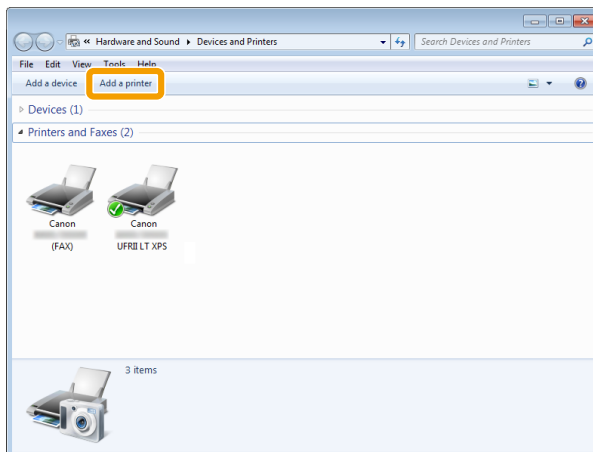 « Hardware and Sound ▸ Devices and Printers Search Devices and Printers
File Edit View Tools Help
Add a device Add a printer
Devices (1)
Printers and Faxes (2)
Canon
(FAX)
Canon
UFRII LT XPS
3 items